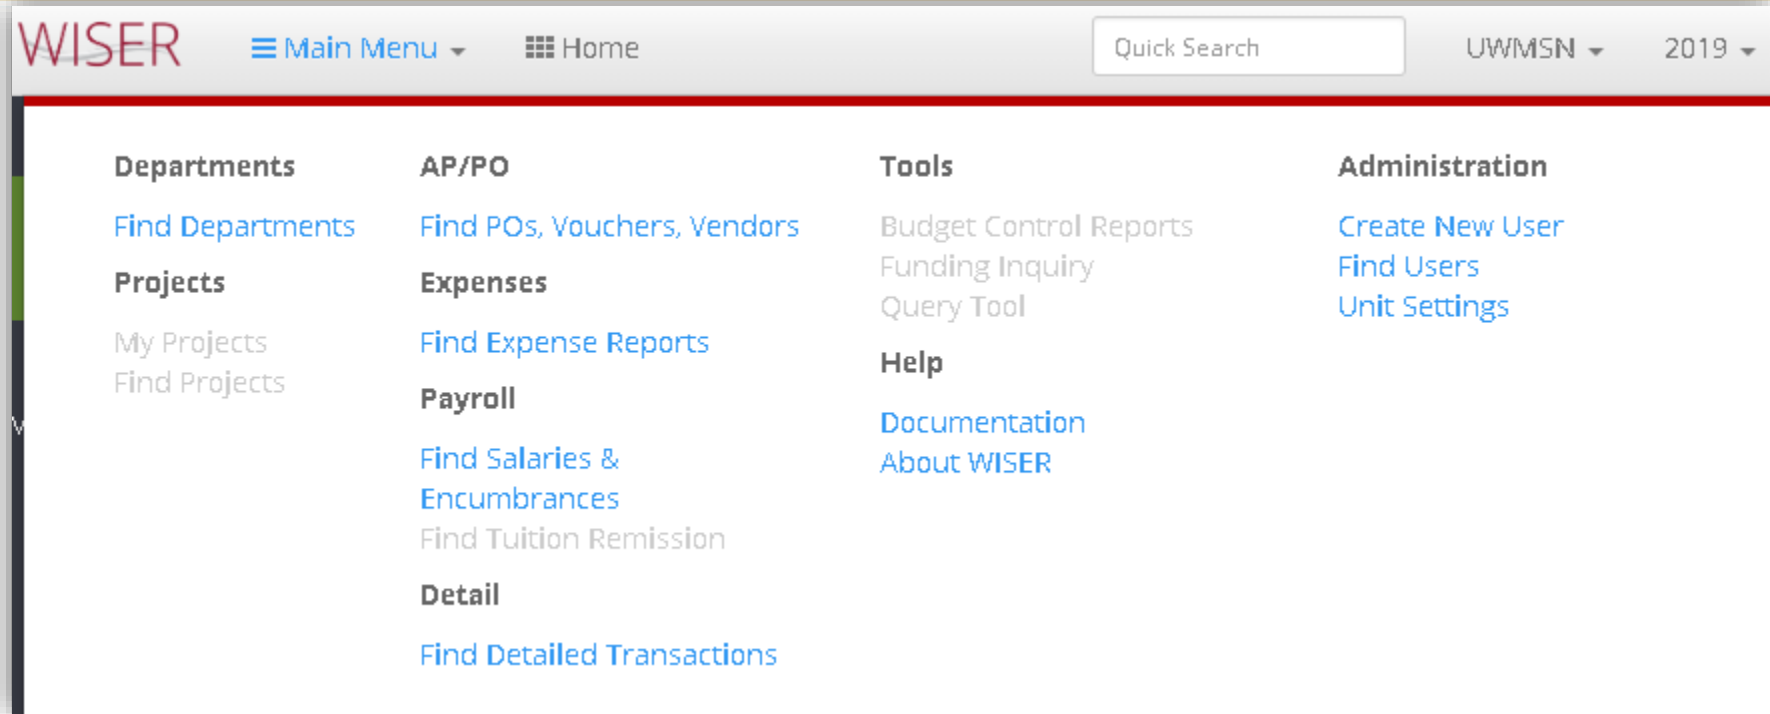 WISER Main Menu Home Quick Search UWMSN 2019
Departments
Find Departments
Projects
My Projects
Find Projects
AP/PO
Find POs, Vouchers, Vendors
Expenses
Find Expense Reports
Payroll
Find Salaries &
Encumbrances
Find Tuition Remission
Detail
Find Detailed Transactions
Tools
Budget Control Reports
Funding Inquiry
Query Tool
Help
Documentation
About WISER
Administration
Create New User
Find Users
Unit Settings